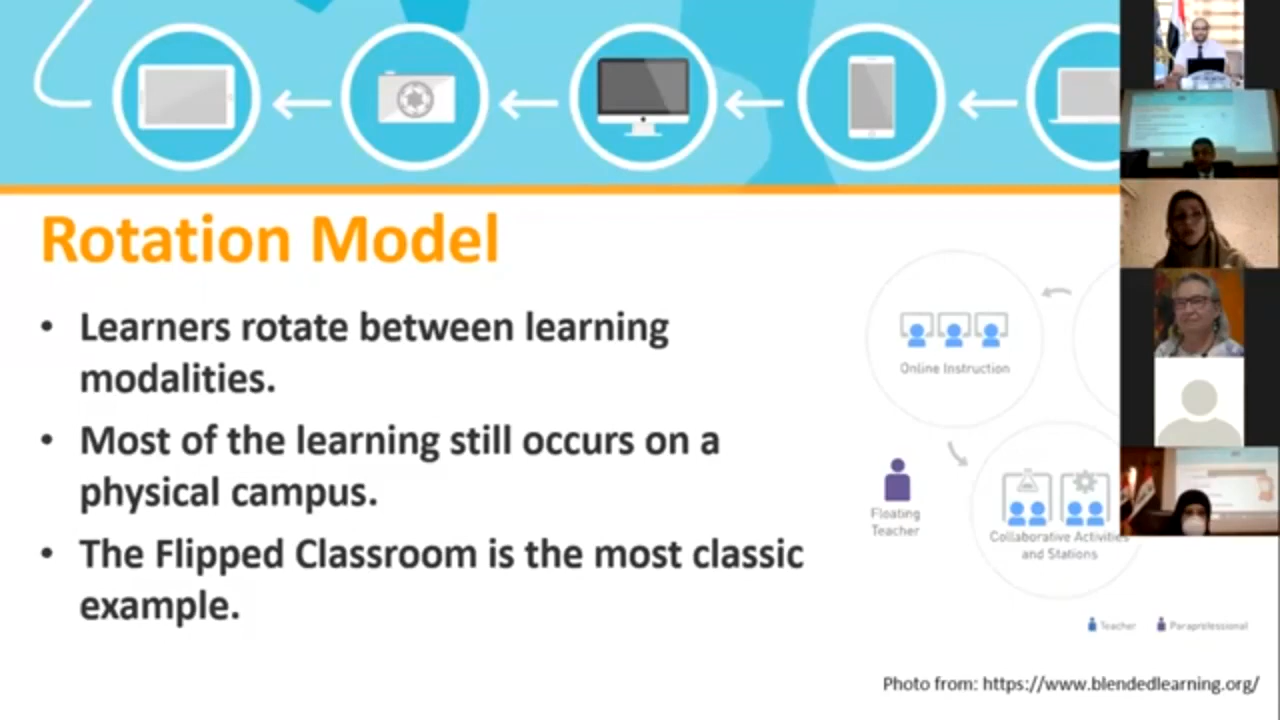 Rotation Model
• Learners rotate between learning
modalities.
• Most of the learning still occurs on a
physical campus.
• The Flipped Classroom is the most classic
example.
Online Instruction
Floating
Teacher
Collaborative Activities
and Stations
Teacher
Paraprofessional
Photo from: https://www.blendedlearning.org/